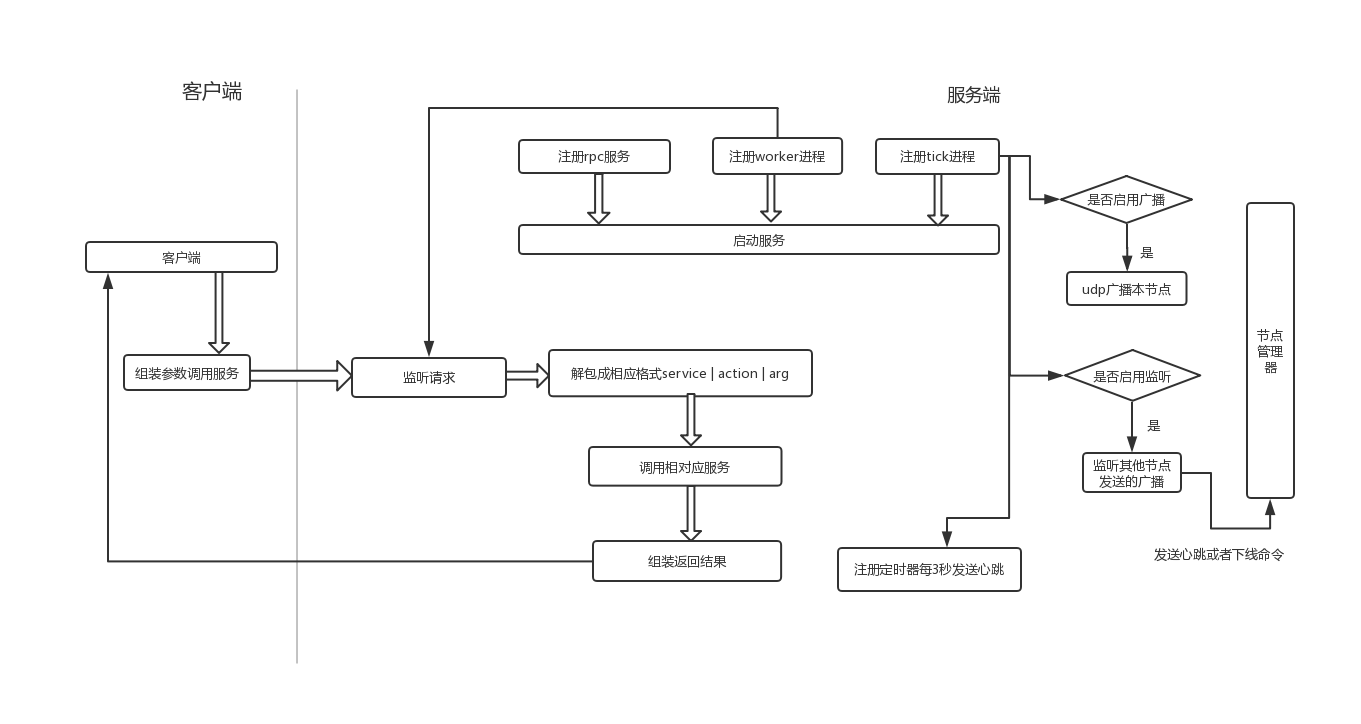 客户端
服务端
注册rpc服务
注册worker进程
注册tick进程
是否启用广播
启动服务
客户端
是
udp广播本节点
节点
管理
器
组装参数调用服务
监听请求
解包成相应格式service | action | arg
是否启用监听
是
调用相对应服务
监听其他节点
发送的广播
组装返回结果
注册定时器每3秒发送心跳
发送心跳或者下线命令